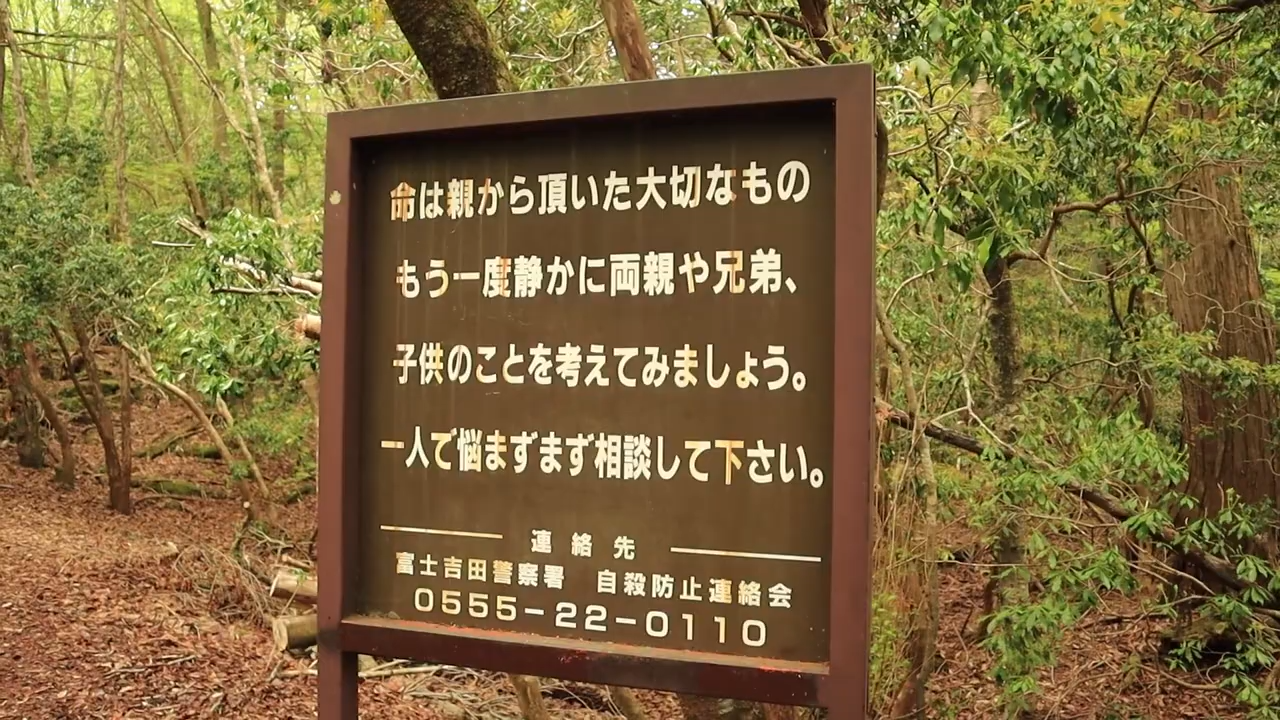 命は親から頂いた大切なもの
もう一度静かに両親や兄弟、
子供のことを考えてみましょう。
一人で悩まずまず相談して下さい。
連絡先
富士吉田警察署　自殺防止連絡会
0555－22－0110